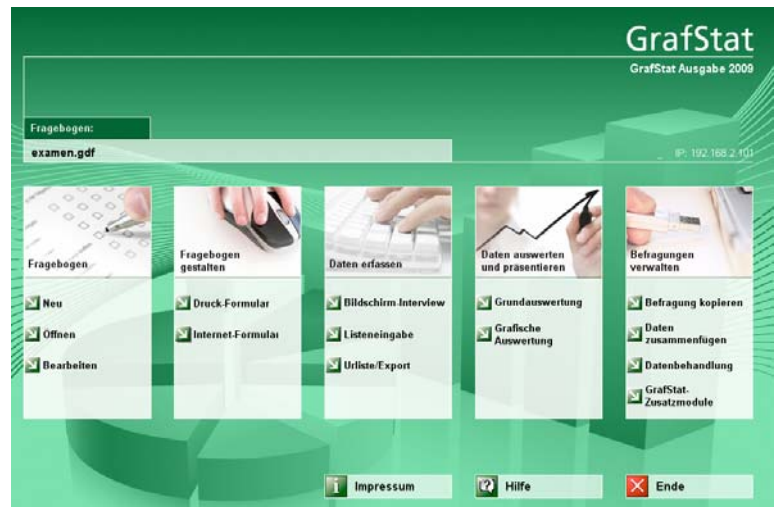 GrafStat
GrafStat Ausgabe 2009
Fragebogen:
examen.gdf
IP: 192.168.2.101
Fragebogen
Neu
Öffnen
Bearbeiten
Fragebogen
gestalten
Druck-Formular
Internet-Formular
Daten erfassen
Bildschirm-Interview
Listeneingabe
Urliste/Export
Daten auswerten
und präsentieren
Grundauswertung
Grafische
Auswertung
Befragungen
verwalten
Befragung kopieren
Daten
zusammenfügen
Datenbehandlung
GrafStat-
Zusatzmodule
Impressum
Hilfe
Ende